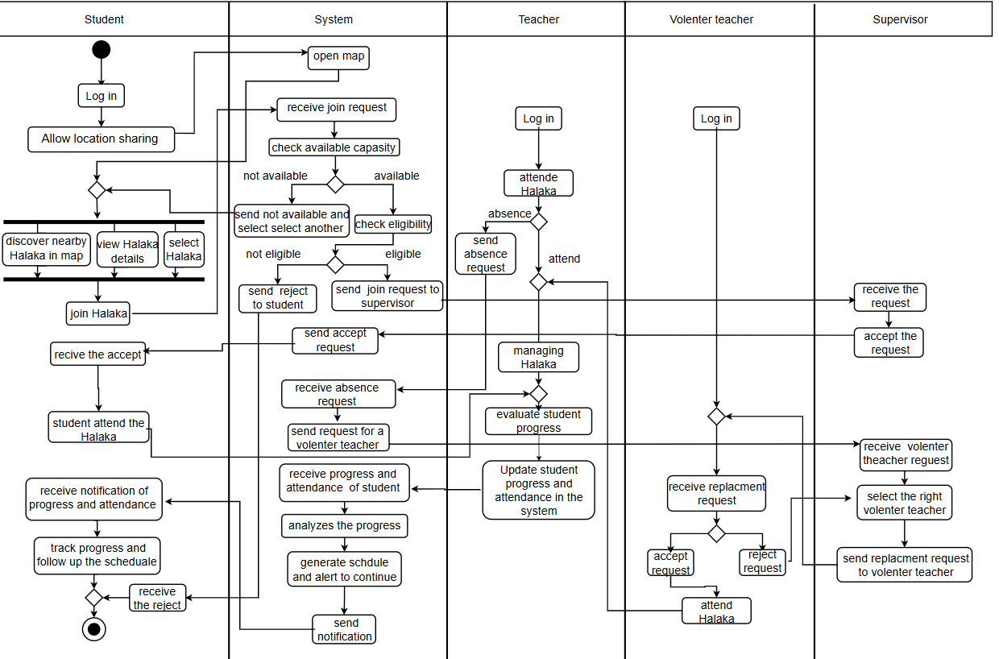 Student
System
Teacher
Volenter teacher
Supervisor
open map
Log in
Allow location sharing
receive join request
check available capasity
not available
available
send not available and
select select another
check eligibility
not eligible
eligible
send reject
to student
send join request to
supervisor
discover nearby
Halaka in map
view Halaka
details
select
Halaka
join Halaka
Log in
attende
Halaka
absence
send
absence
request
attend
Log in
receive the
request
accept the
request
send accept
request
recive the accept
managing
Halaka
receive absence
request
student attend the
Halaka
evaluate student
progress
send request for a
volenter teacher
receive volenter
theacher reguest
receive progress and
attendance of student
Update student
progress and
attendance in the
system
receive replacment
request
select the right
volenter teacher
receive notification of
progress and attendance
analyzes the progress
track progress and
follow up the scheduale
generate schdule
and alert to continue
accept
request
reject
request
send replacment request
to volenter teacher
receive
the reject
attend
Halaka
send
notification